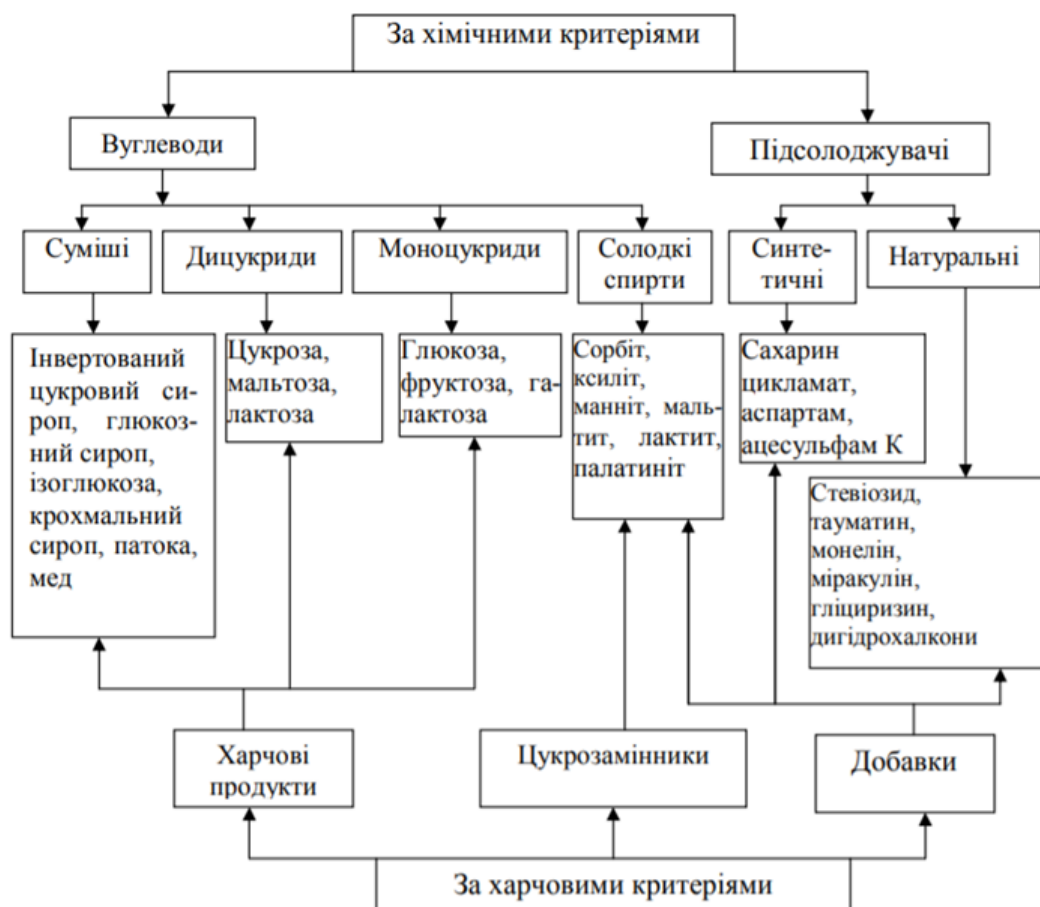 За хімічними критеріями
Вуглеводи
Підсолоджувачі
Суміші
Дицукриди
Моноцукриди
Солодкі
спирти
Синте-
тичні
Натуральні
Інвертований
цукровий си-
роп, глюкоз-
ний сироп,
ізоглюкоза,
крохмальний
сироп, патока,
мед
Цукроза,
мальтоза,
лактоза
Глюкоза,
фруктоза, га-
лактоза
Сорбіт,
ксиліт,
манніт, маль-
тит, лактит,
палатиніт
Сахарин
цикламат,
аспартам,
ацесульфам К
Стевіозид,
тауматин,
монелін,
міракулін,
гліциризин,
дигідрохалкони
Харчові
продукти
Цукрозамінники
Добавки
За харчовими критеріями